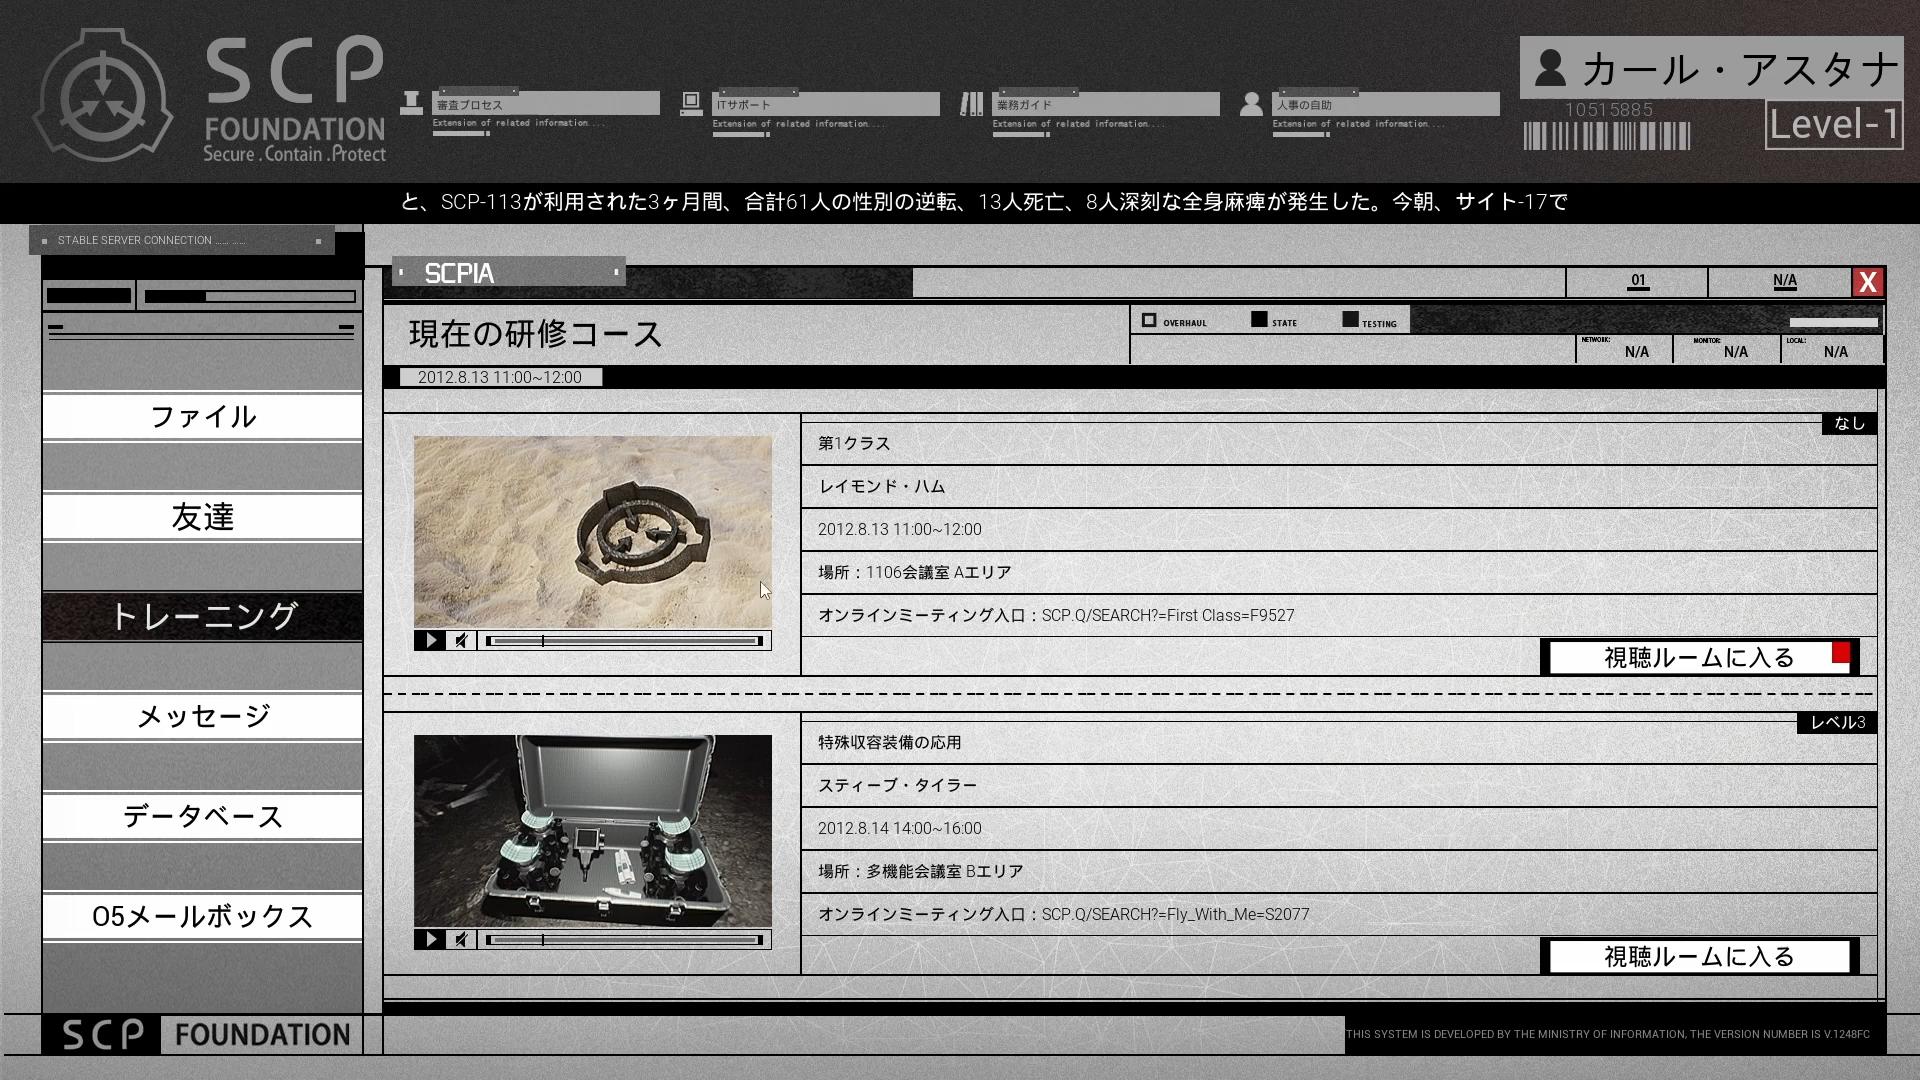 SCP
FOUNDATION
Secure . Contain . Protect
審査プロセス
Extension of related information....
ITサポート
Extension of related information....
業務ガイド
Extension of related information....
人事の自助
Extension of related information....
カール・アスタナ
10515885
Level-1
と、SCP-113が利用された3ヶ月間、合計61人の性別の逆転、13人死亡、8人深刻な全身麻痺が発生した。今朝、サイト-17で
STABLE SERVER CONNECTION ...... ......
SCPIA
01
N/A
X
現在の研修コース
OVERHAUL
STATE
TESTING
NETWORK:
N/A
MONITOR:
N/A
LOCAL:
N/A
2012.8.13 11:00~12:00
ファイル
友達
トレーニング
メッセージ
データベース
O5メールボックス
なし
第1クラス
レイモンド・ハム
2012.8.13 11:00~12:00
場所：1106会議室 Aエリア
オンラインミーティング入口：SCP.Q/SEARCH?=First Class=F9527
視聴ルームに入る
レベル3
特殊収容装備の応用
スティーブ・タイラー
2012.8.14 14:00~16:00
場所：多機能会議室 Bエリア
オンラインミーティング入口：SCP.Q/SEARCH?=Fly_With_Me=S2077
視聴ルームに入る
SCP FOUNDATION
THIS SYSTEM IS DEVELOPED BY THE MINISTRY OF INFORMATION, THE VERSION NUMBER IS V.1248FC